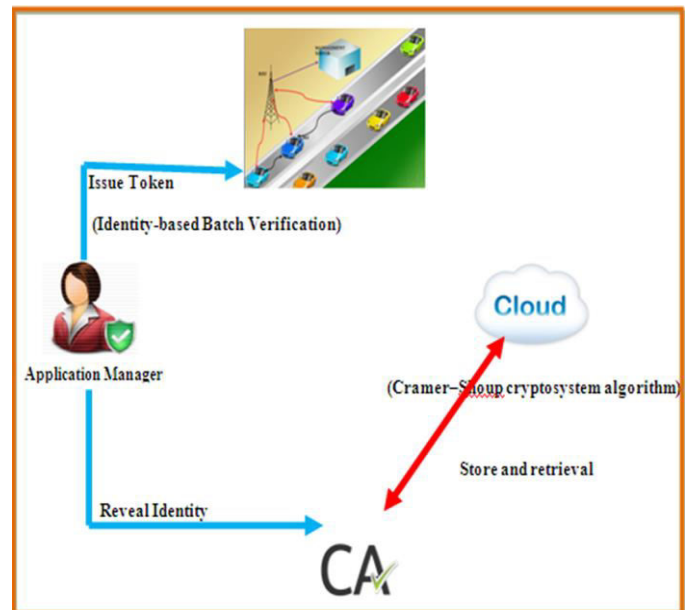 Issue Token
(Identity-based Batch Verification)
Cloud
Application Manager
(Cramer–Shoup cryptosystem algorithm)
Store and retrieval
Reveal Identity
CA